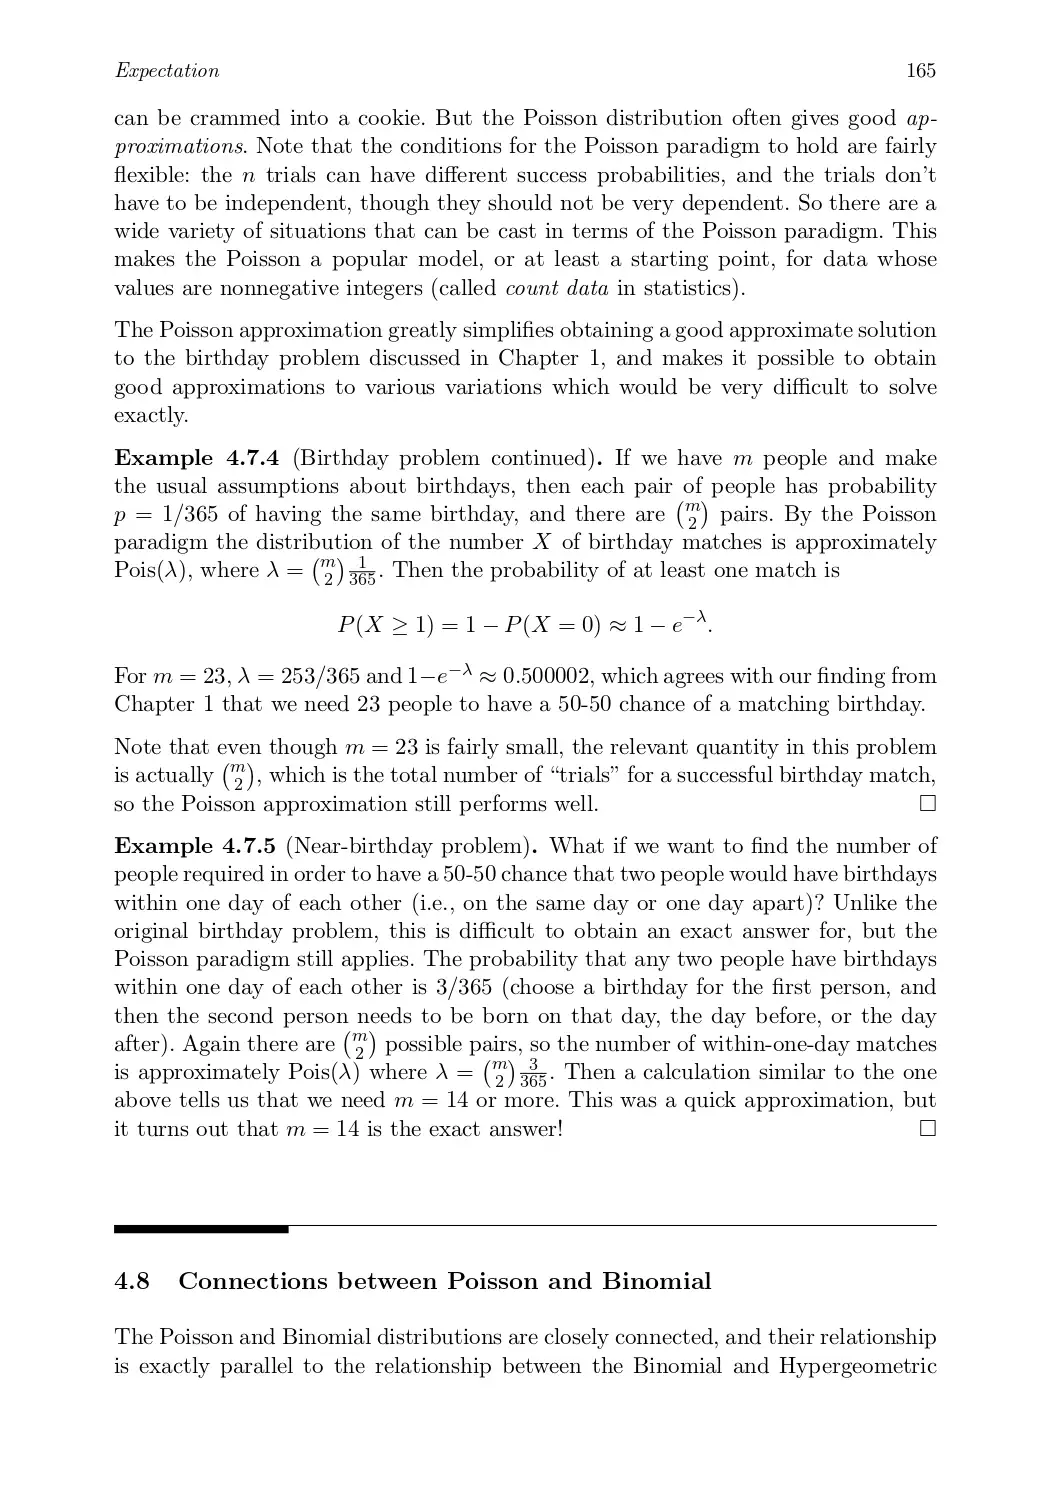 Expectation 165
can be crammed into a cookie. But the Poisson distribution often gives good ap-
proximations. Note that the conditions for the Poisson paradigm to hold are fairly
flexible: the n trials can have different success probabilities, and the trials don't
have to be independent, though they should not be very dependent. So there are a
wide variety of situations that can be cast in terms of the Poisson paradigm. This
makes the Poisson a popular model, or at least a starting point, for data whose
values are nonnegative integers (called count data in statistics).
The Poisson approximation greatly simplifies obtaining a good approximate solution
to the birthday problem discussed in Chapter 1, and makes it possible to obtain
good approximations to various variations which would be very difficult to solve
exactly.
Example 4.7.4 (Birthday problem continued). If we have m people and make
the usual assumptions about birthdays, then each pair of people has probability
p = 1/365 of having the same birthday, and there are \binom{m}{2} pairs. By the Poisson
paradigm the distribution of the number X of birthday matches is approximately
Pois(λ), where λ = \binom{m}{2} \frac{1}{365}. Then the probability of at least one match is
P(X ≥ 1) = 1 − P(X = 0) ≈ 1 − e^{−λ}.
For m = 23, λ = 253/365 and 1−e^{−λ} ≈ 0.500002, which agrees with our finding from
Chapter 1 that we need 23 people to have a 50-50 chance of a matching birthday.
Note that even though m = 23 is fairly small, the relevant quantity in this problem
is actually \binom{m}{2}, which is the total number of “trials” for a successful birthday match,
so the Poisson approximation still performs well. □
Example 4.7.5 (Near-birthday problem). What if we want to find the number of
people required in order to have a 50-50 chance that two people would have birthdays
within one day of each other (i.e., on the same day or one day apart)? Unlike the
original birthday problem, this is difficult to obtain an exact answer for, but the
Poisson paradigm still applies. The probability that any two people have birthdays
within one day of each other is 3/365 (choose a birthday for the first person, and
then the second person needs to be born on that day, the day before, or the day
after). Again there are \binom{m}{2} possible pairs, so the number of within-one-day matches
is approximately Pois(λ) where λ = \binom{m}{2} \frac{3}{365}. Then a calculation similar to the one
above tells us that we need m = 14 or more. This was a quick approximation, but
it turns out that m = 14 is the exact answer! □
4.8 Connections between Poisson and Binomial
The Poisson and Binomial distributions are closely connected, and their relationship
is exactly parallel to the relationship between the Binomial and Hypergeometric